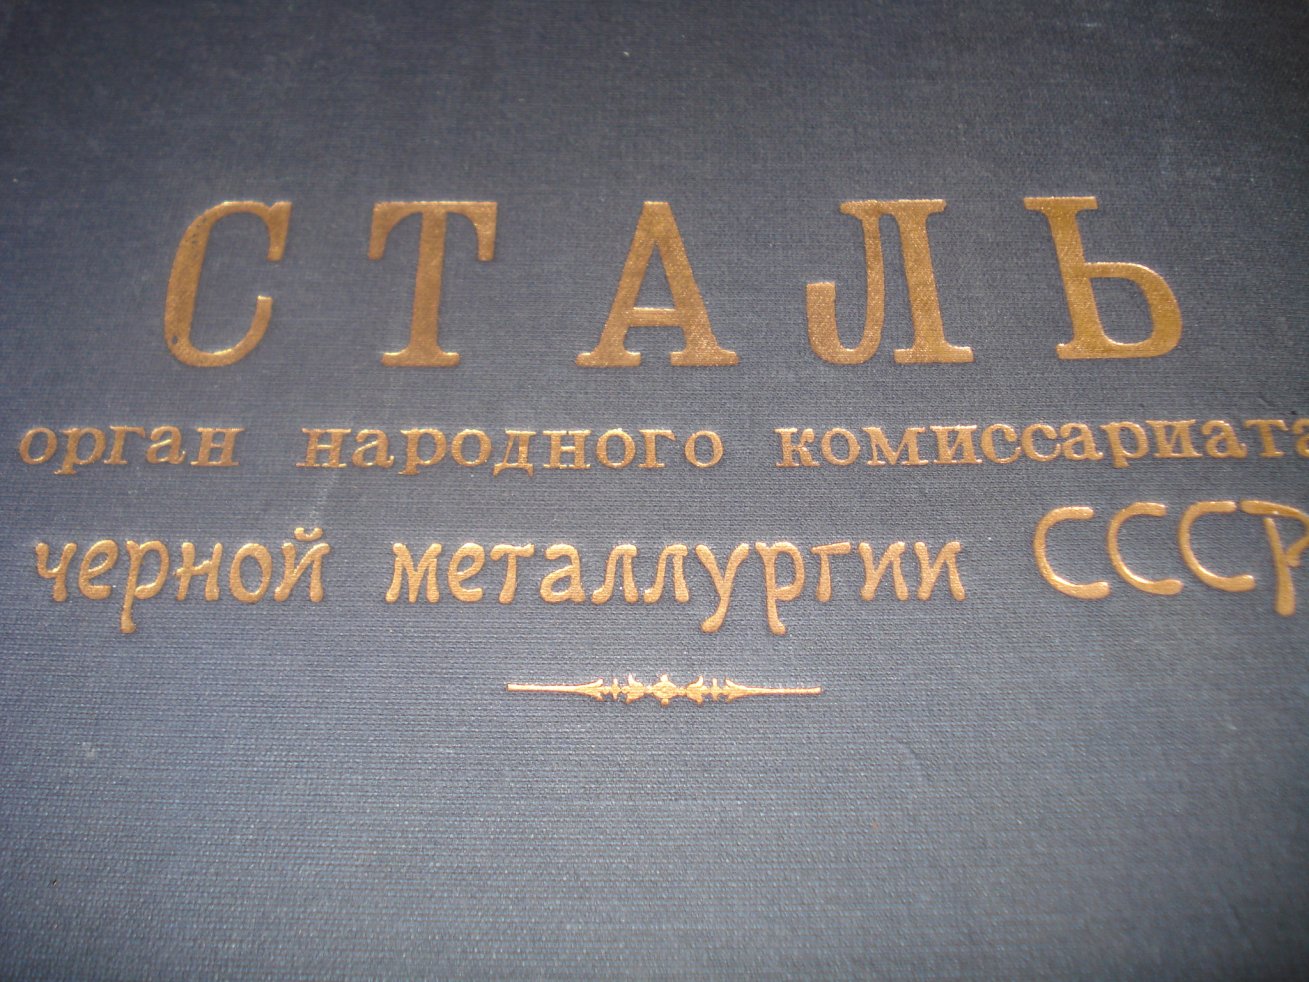 СТАЛЬ
орган народного комиссариата
черной металлургии СССР